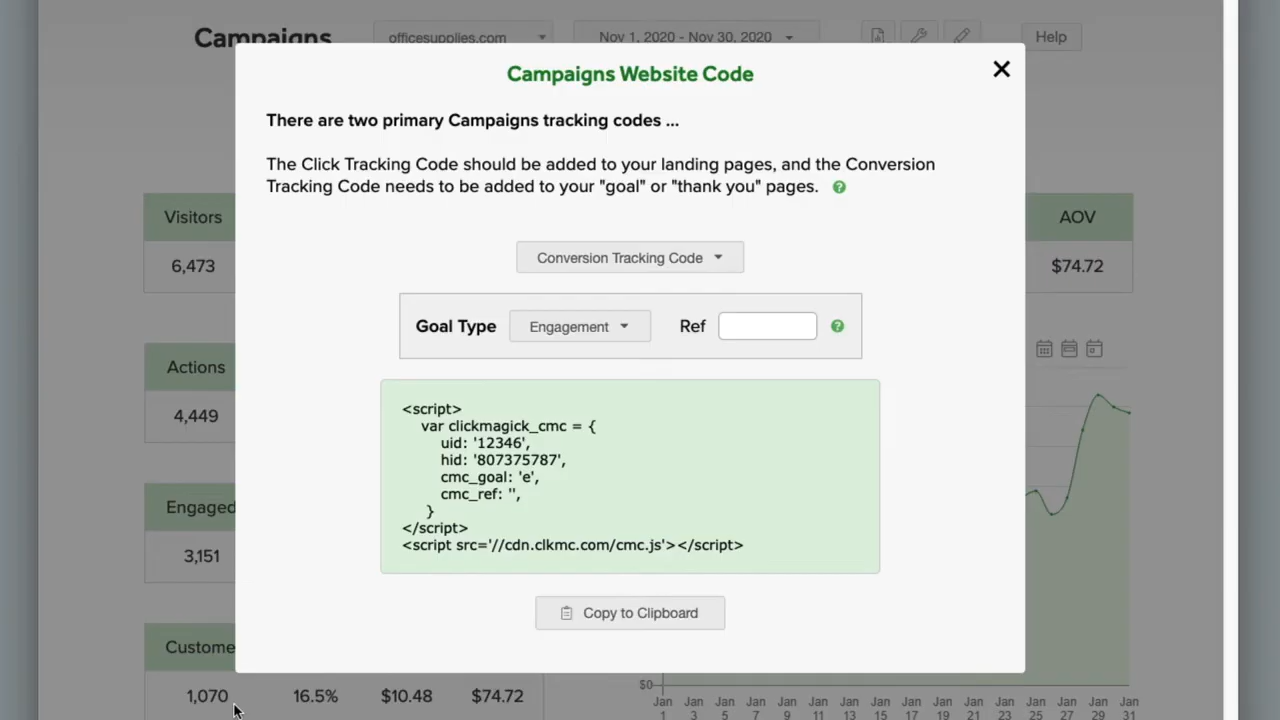 Campaigns
officesupplies.com
Nov 1, 2020 - Nov 30, 2020
Help
Campaigns Website Code
There are two primary Campaigns tracking codes ...
The Click Tracking Code should be added to your landing pages, and the Conversion
Tracking Code needs to be added to your "goal" or "thank you" pages. ?
Visitors
6,473
AOV
$74.72
Conversion Tracking Code
Goal Type Engagement Ref ?
Actions
4,449
<script>
var clickmagick_cmc = {
uid: '12346',
hid: '807375787',
cmc_goal: 'e',
cmc_ref: '',
}
</script>
<script src='//cdn.clkmc.com/cmc.js'></script>
Engaged
3,151
Copy to Clipboard
Custome
1,070 16.5% $10.48 $74.72
$0
Jan Jan Jan Jan Jan Jan Jan Jan Jan Jan Jan Jan Jan Jan Jan Jan
1 3 5 7 9 11 13 15 17 19 21 23 25 27 29 31